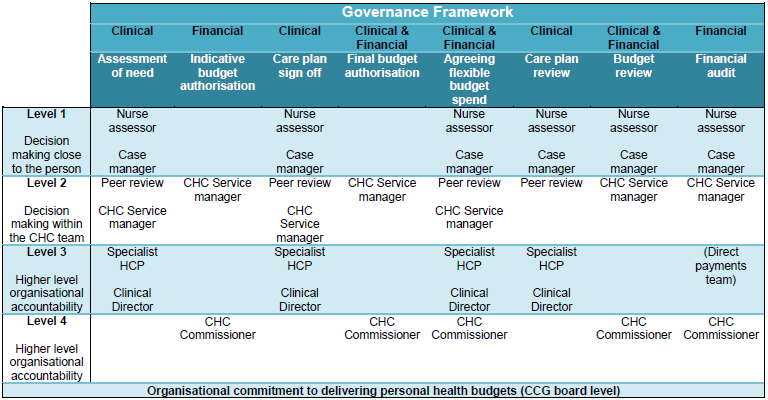 Governance Framework
Clinical Financial Clinical Clinical & Financial Clinical & Financial Clinical Clinical & Financial Financial
Assessment of need Indicative budget authorisation Care plan sign off Final budget authorisation Agreeing flexible budget spend Care plan review Budget review Financial audit
Level 1
Decision making close to the person
Nurse assessor
Case manager
Nurse assessor
Case manager
Nurse assessor
Case manager
Nurse assessor
Case manager
Nurse assessor
Case manager
Nurse assessor
Case manager
Level 2
Decision making within the CHC team
Peer review
CHC Service manager
CHC Service manager
Peer review
CHC Service manager
CHC Service manager
Peer review
CHC Service manager
Peer review
CHC Service manager
CHC Service manager
Level 3
Higher level organisational accountability
Specialist HCP
Clinical Director
Specialist HCP
Clinical Director
Specialist HCP
Clinical Director
Specialist HCP
Clinical Director
(Direct payments team)
Level 4
Higher level organisational accountability
CHC Commissioner
CHC Commissioner
CHC Commissioner
CHC Commissioner
CHC Commissioner
Organisational commitment to delivering personal health budgets (CCG board level)